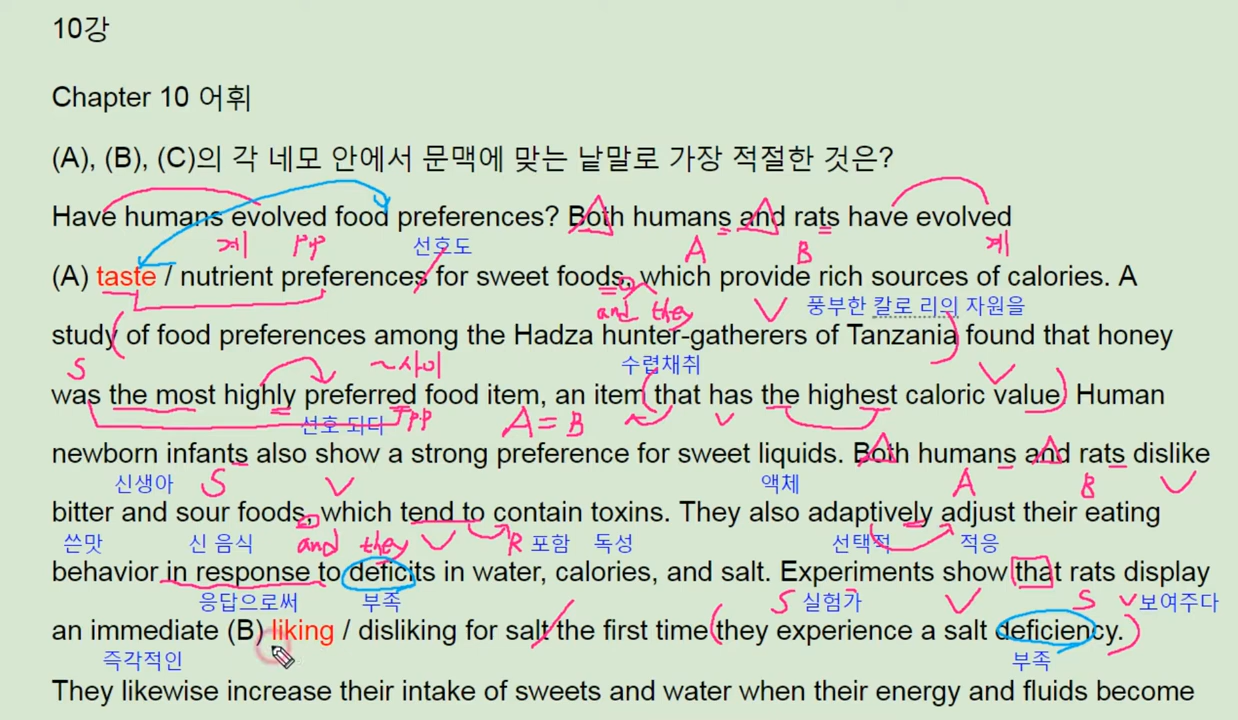 10강
Chapter 10 어휘
(A), (B), (C)의 각 네모 안에서 문맥에 맞는 낱말로 가장 적절한 것은?
Have humans evolved food preferences? Both humans and rats have evolved
계 pp 선호도 A B 계
(A) taste / nutrient preferences for sweet foods, which provide rich sources of calories. A
and they V 풍부한 칼로 리의 자원을
study of food preferences among the Hadza hunter-gatherers of Tanzania found that honey
S ~사이 수렵채취 V
was the most highly preferred food item, an item that has the highest caloric value. Human
선호 되다 pp A = B v
newborn infants also show a strong preference for sweet liquids. Both humans and rats dislike
신생아 S V 액체 A B V
bitter and sour foods, which tend to contain toxins. They also adaptively adjust their eating
쓴맛 신 음식 and they V R 포함 독성 선택적 적응
behavior in response to deficits in water, calories, and salt. Experiments show that rats display
응답으로써 부족 S 실험가 V S v 보여주다
an immediate (B) liking / disliking for salt the first time they experience a salt deficiency.
즉각적인 부족
They likewise increase their intake of sweets and water when their energy and fluids become